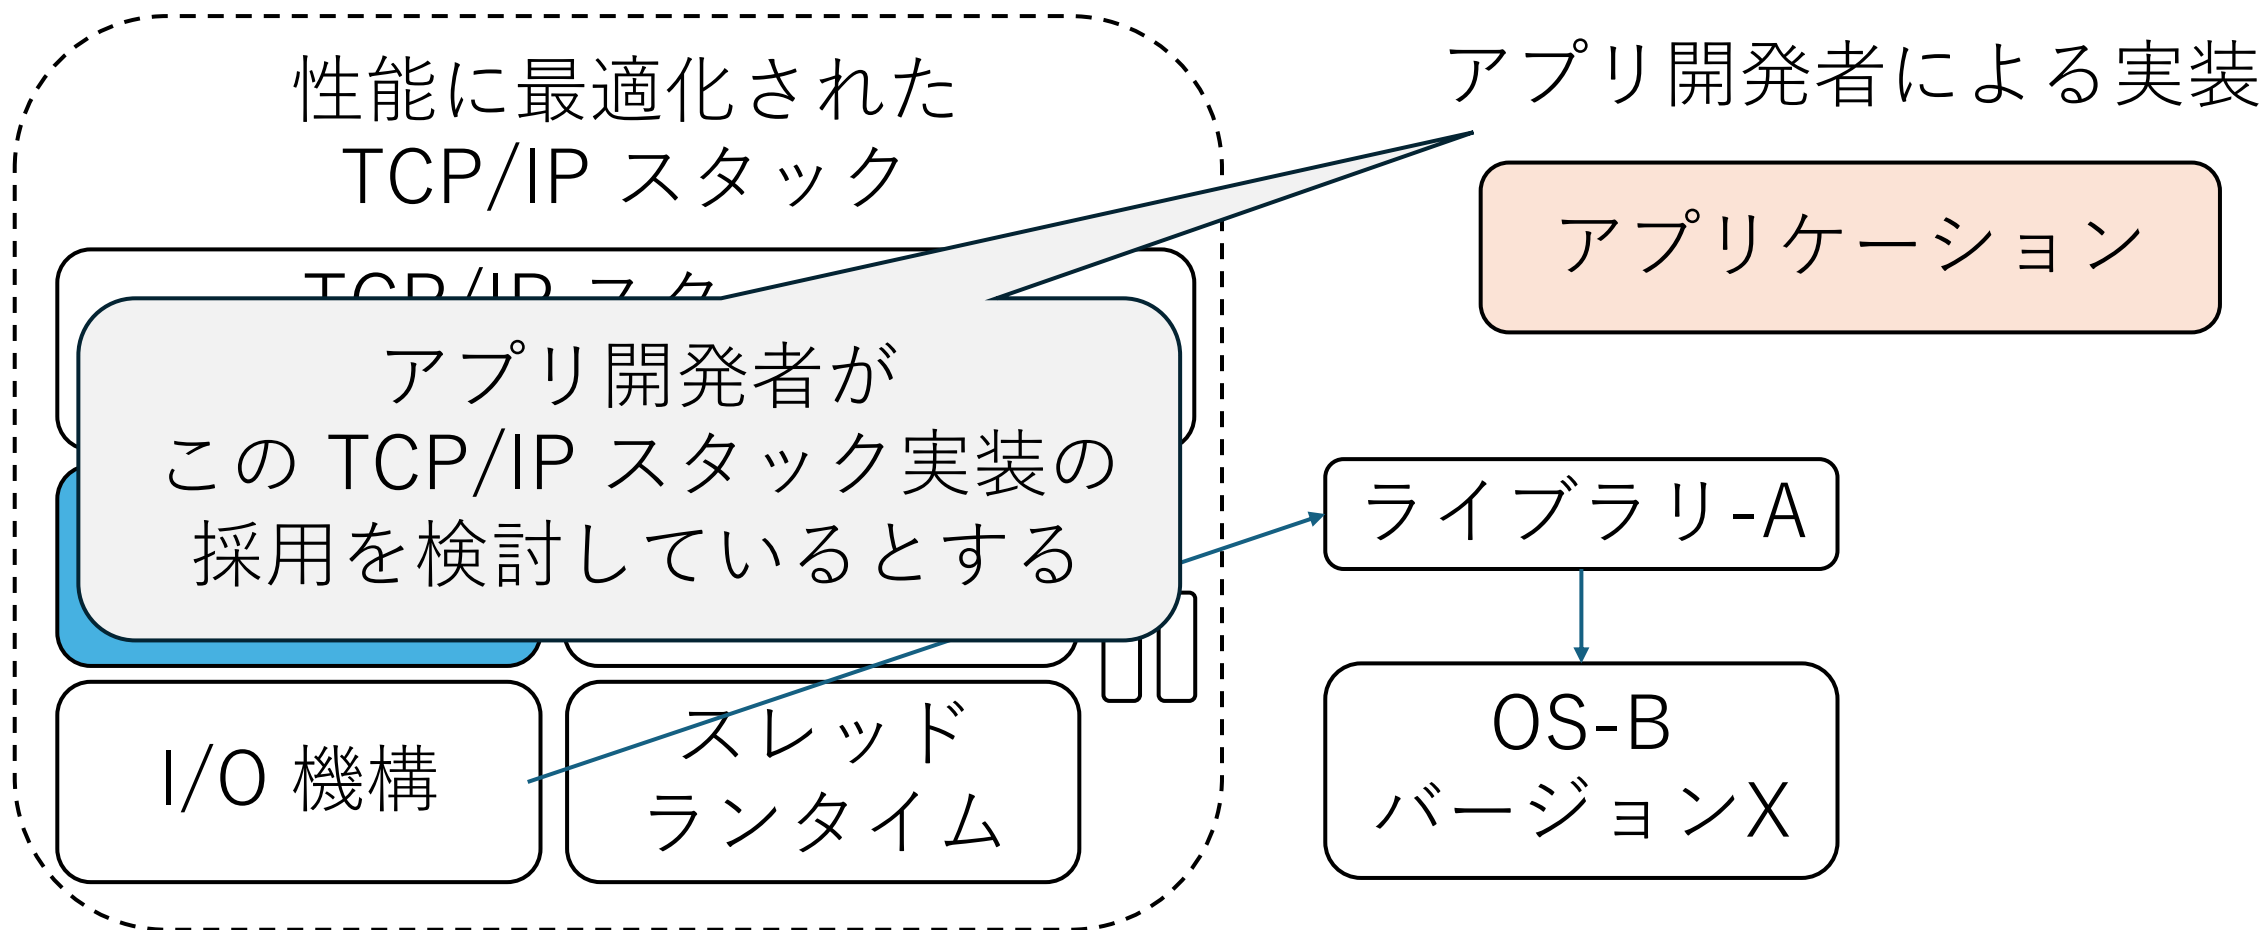 性能に最適化された
TCP/IP スタック
アプリ開発者による実装
アプリケーション
TCP/IP スタ
アプリ開発者が
この TCP/IP スタック実装の
採用を検討しているとする
ライブラリ-A
I/O 機構
スレッド
ランタイム
OS-B
バージョンX